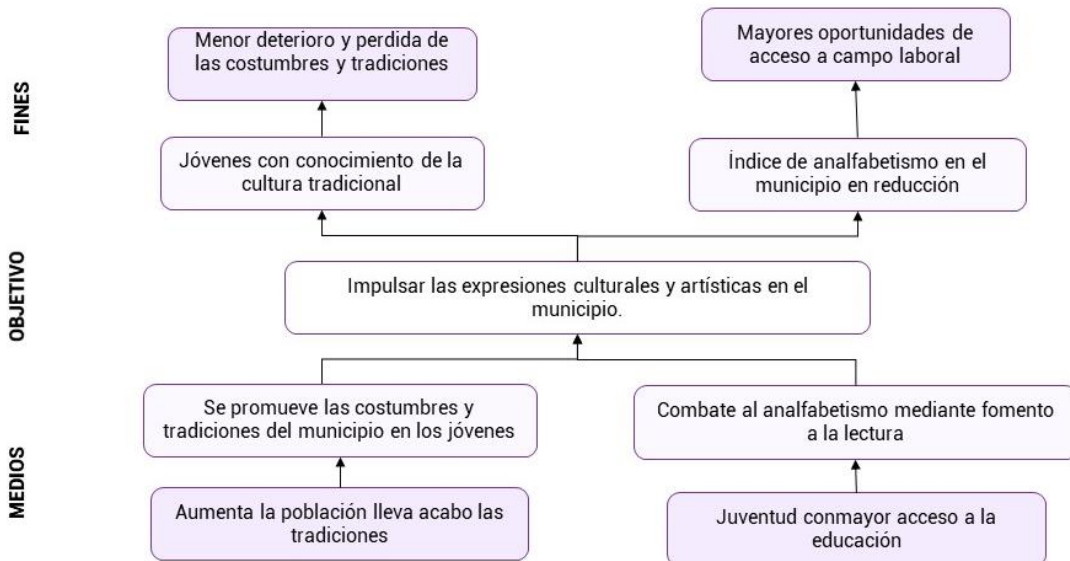 FINES
Menor deterioro y perdida de
las costumbres y tradiciones
Mayores oportunidades de
acceso a campo laboral
Jóvenes con conocimiento de la
cultura tradicional
Índice de analfabetismo en el
municipio en reducción
OBJETIVO
Impulsar las expresiones culturales y artísticas en el
municipio.
MEDIOS
Se promueve las costumbres y
tradiciones del municipio en los jóvenes
Combate al analfabetismo mediante fomento
a la lectura
Aumenta la población lleva acabo las
tradiciones
Juventud conmayor acceso a la
educación